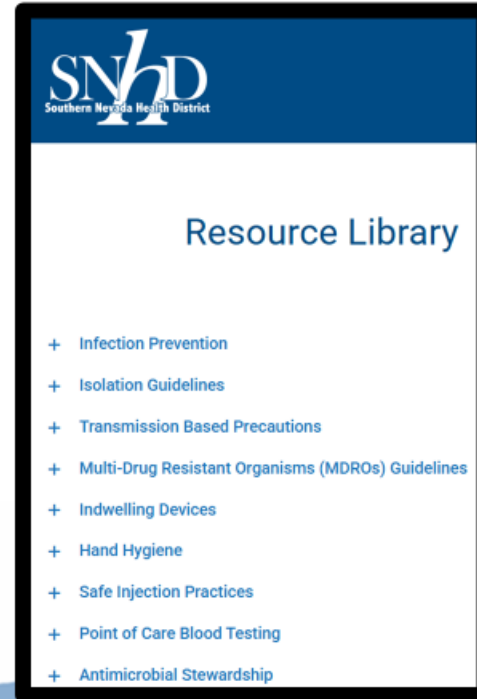 SNhD
Southern Nevada Health District
Resource Library
+ Infection Prevention
+ Isolation Guidelines
+ Transmission Based Precautions
+ Multi-Drug Resistant Organisms (MDROs) Guidelines
+ Indwelling Devices
+ Hand Hygiene
+ Safe Injection Practices
+ Point of Care Blood Testing
+ Antimicrobial Stewardship